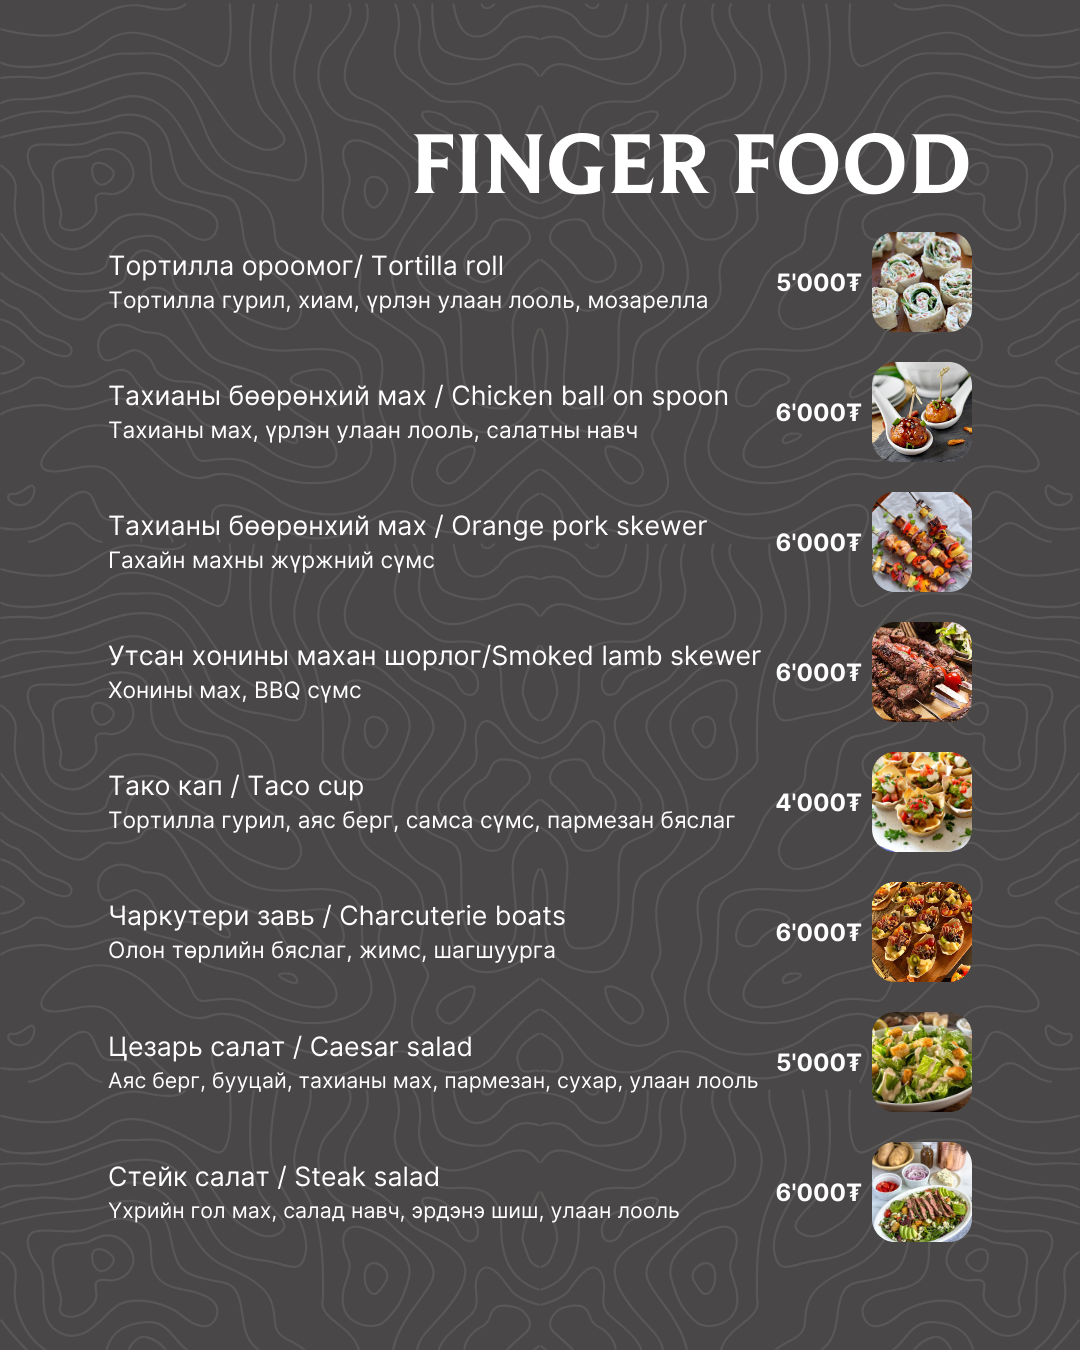 FINGER FOOD
Тортилла ороомог/ Tortilla roll
Тортилла гурил, хиам, үрлэн улаан лооль, мозарелла
5'000₮
Тахианы бөөрөнхий мах / Chicken ball on spoon
Тахианы мах, үрлэн улаан лооль, салатны навч
6'000₮
Тахианы бөөрөнхий мах / Orange pork skewer
Гахайн махны жүржний сүмс
6'000₮
Утсан хонины махан шорлог/Smoked lamb skewer
Хонины мах, BBQ сүмс
6'000₮
Тако кап / Taco cup
Тортилла гурил, аяс берг, самса сүмс, пармезан бяслаг
4'000₮
Чаркутери завь / Charcuterie boats
Олон төрлийн бяслаг, жимс, шагшуурга
6'000₮
Цезарь салат / Caesar salad
Аяс берг, бууцай, тахианы мах, пармезан, сухар, улаан лооль
5'000₮
Стейк салат / Steak salad
Үхрийн гол мах, салад навч, эрдэнэ шиш, улаан лооль
6'000₮